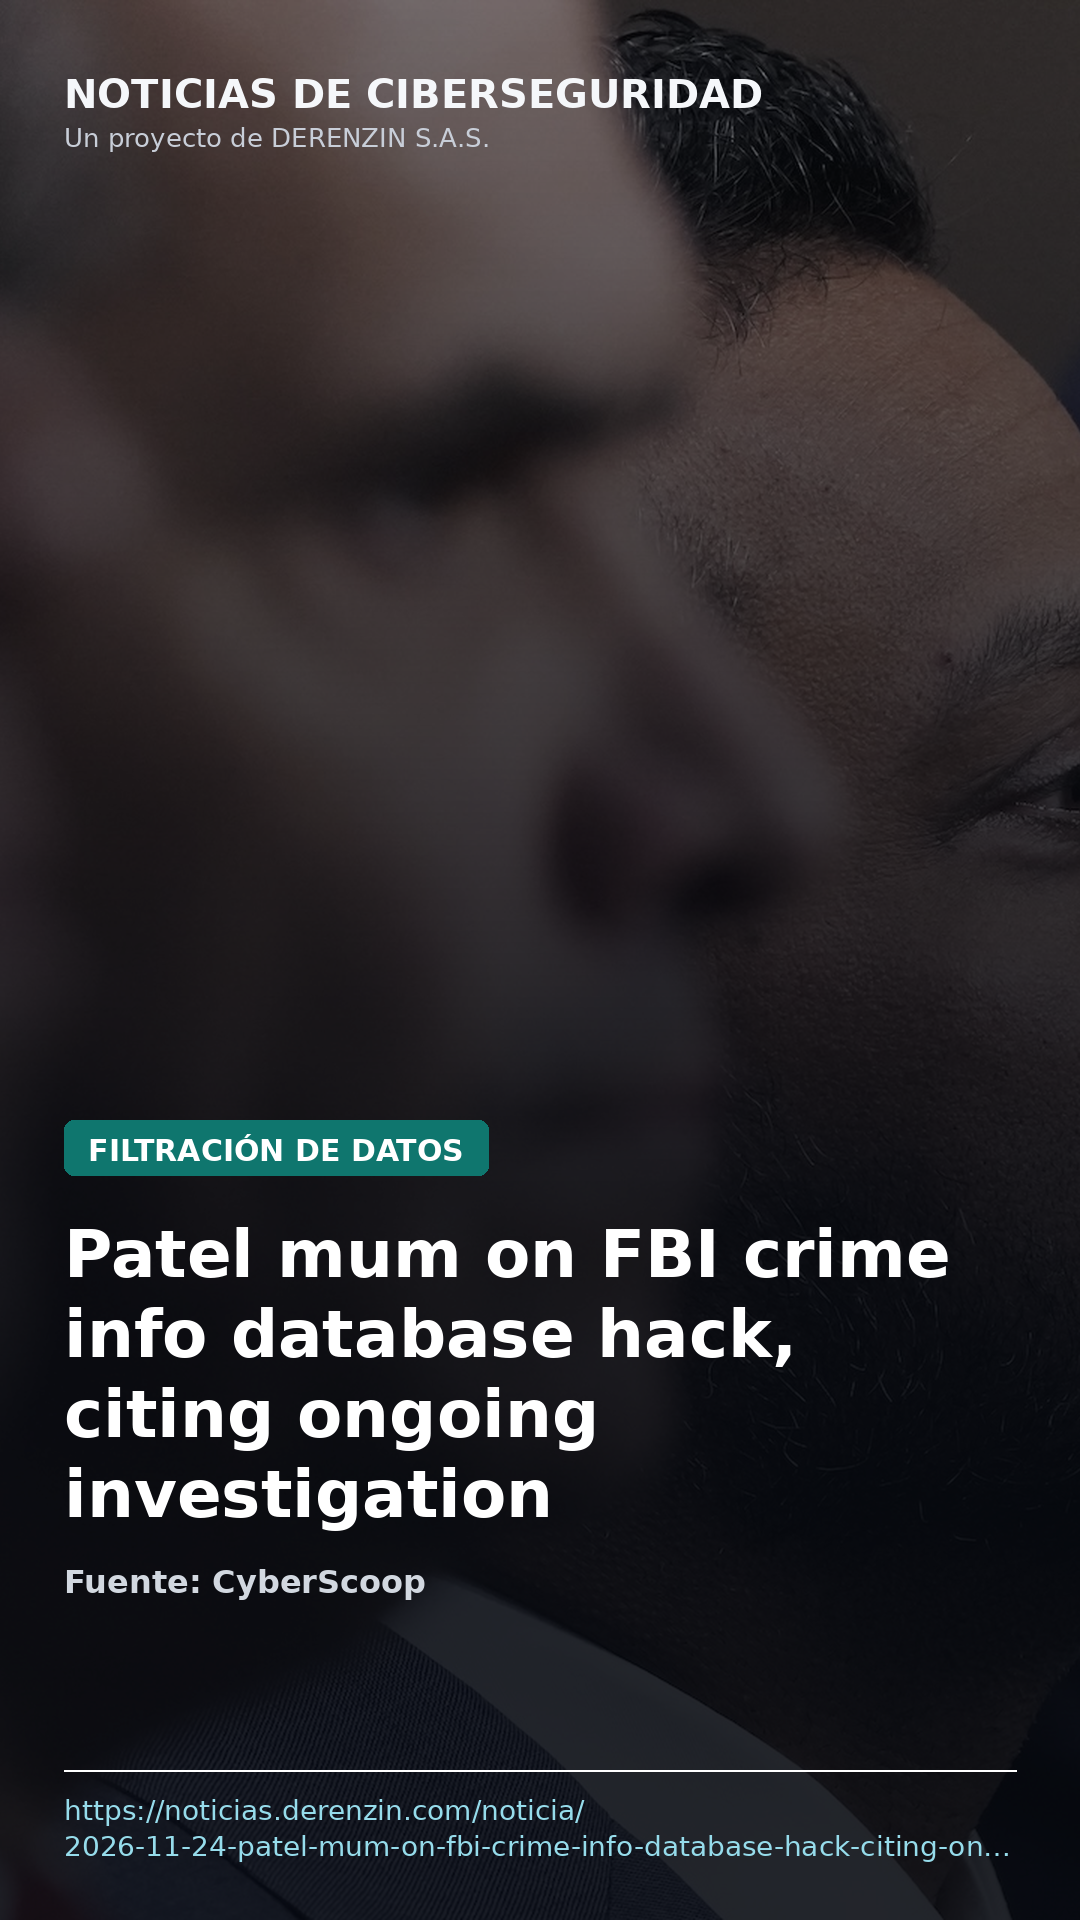 NOTICIAS DE CIBERSEGURIDAD
Un proyecto de DERENZIN S.A.S.
FILTRACIÓN DE DATOS
Patel mum on FBI crime
info database hack,
citing ongoing
investigation
Fuente: CyberScoop
https://noticias.derenzin.com/noticia/
2026-11-24-patel-mum-on-fbi-crime-info-database-hack-citing-on…